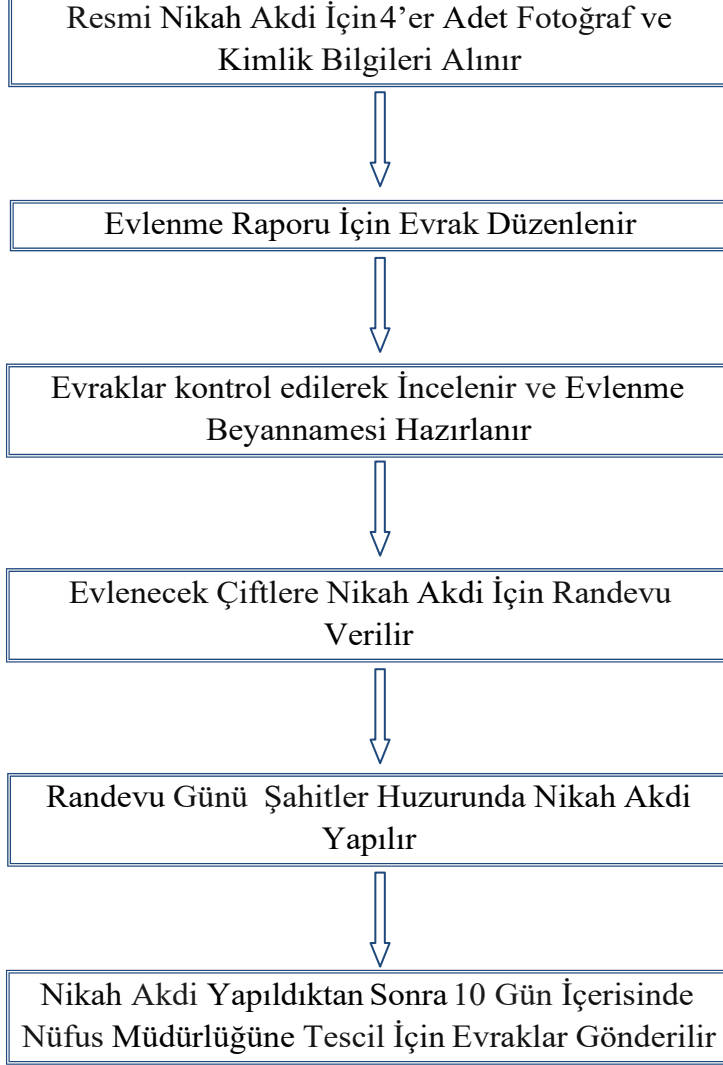 Resmi Nikah Akdi İçin 4’er Adet Fotoğraf ve
Kimlik Bilgileri Alınır
Evlenme Raporu İçin Evrak Düzenlenir
Evraklar kontrol edilerek İncelenir ve Evlenme
Beyannamesi Hazırlanır
Evlenecek Çiftlere Nikah Akdi İçin Randevu
Verilir
Randevu Günü Şahitler Huzurunda Nikah Akdi
Yapılır
Nikah Akdi Yapıldıktan Sonra 10 Gün İçerisinde
Nüfus Müdürlüğüne Tescil İçin Evraklar Gönderilir